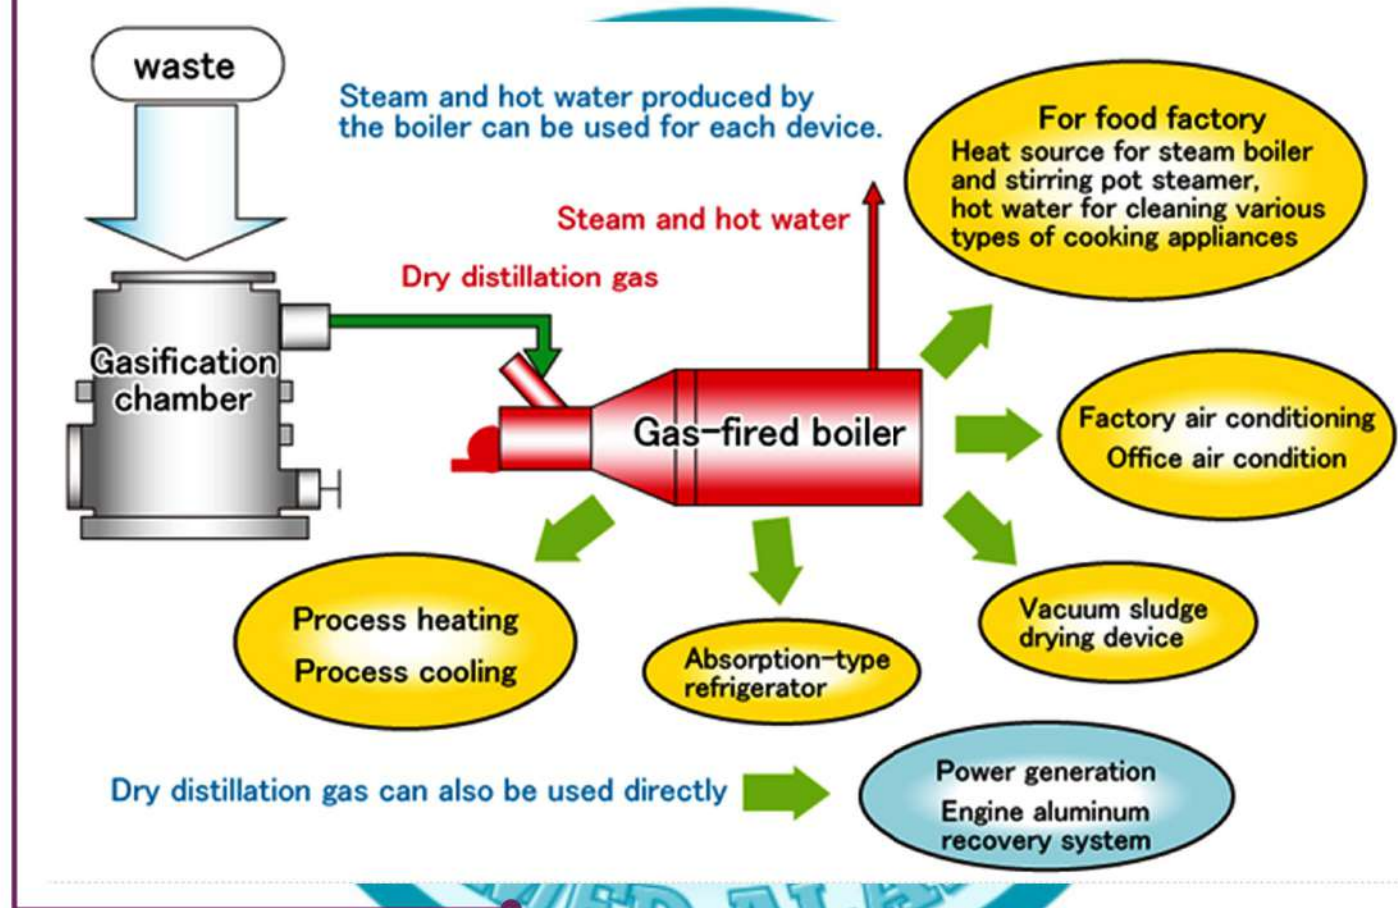 waste
Steam and hot water produced by
the boiler can be used for each device.
For food factory
Heat source for steam boiler
and stirring pot steamer,
hot water for cleaning various
types of cooking appliances
Steam and hot water
Dry distillation gas
Gasification
chamber
Gas-fired boiler
Factory air conditioning
Office air condition
Process heating
Process cooling
Absorption-type
refrigerator
Vacuum sludge
drying device
Dry distillation gas can also be used directly
Power generation
Engine aluminum
recovery system